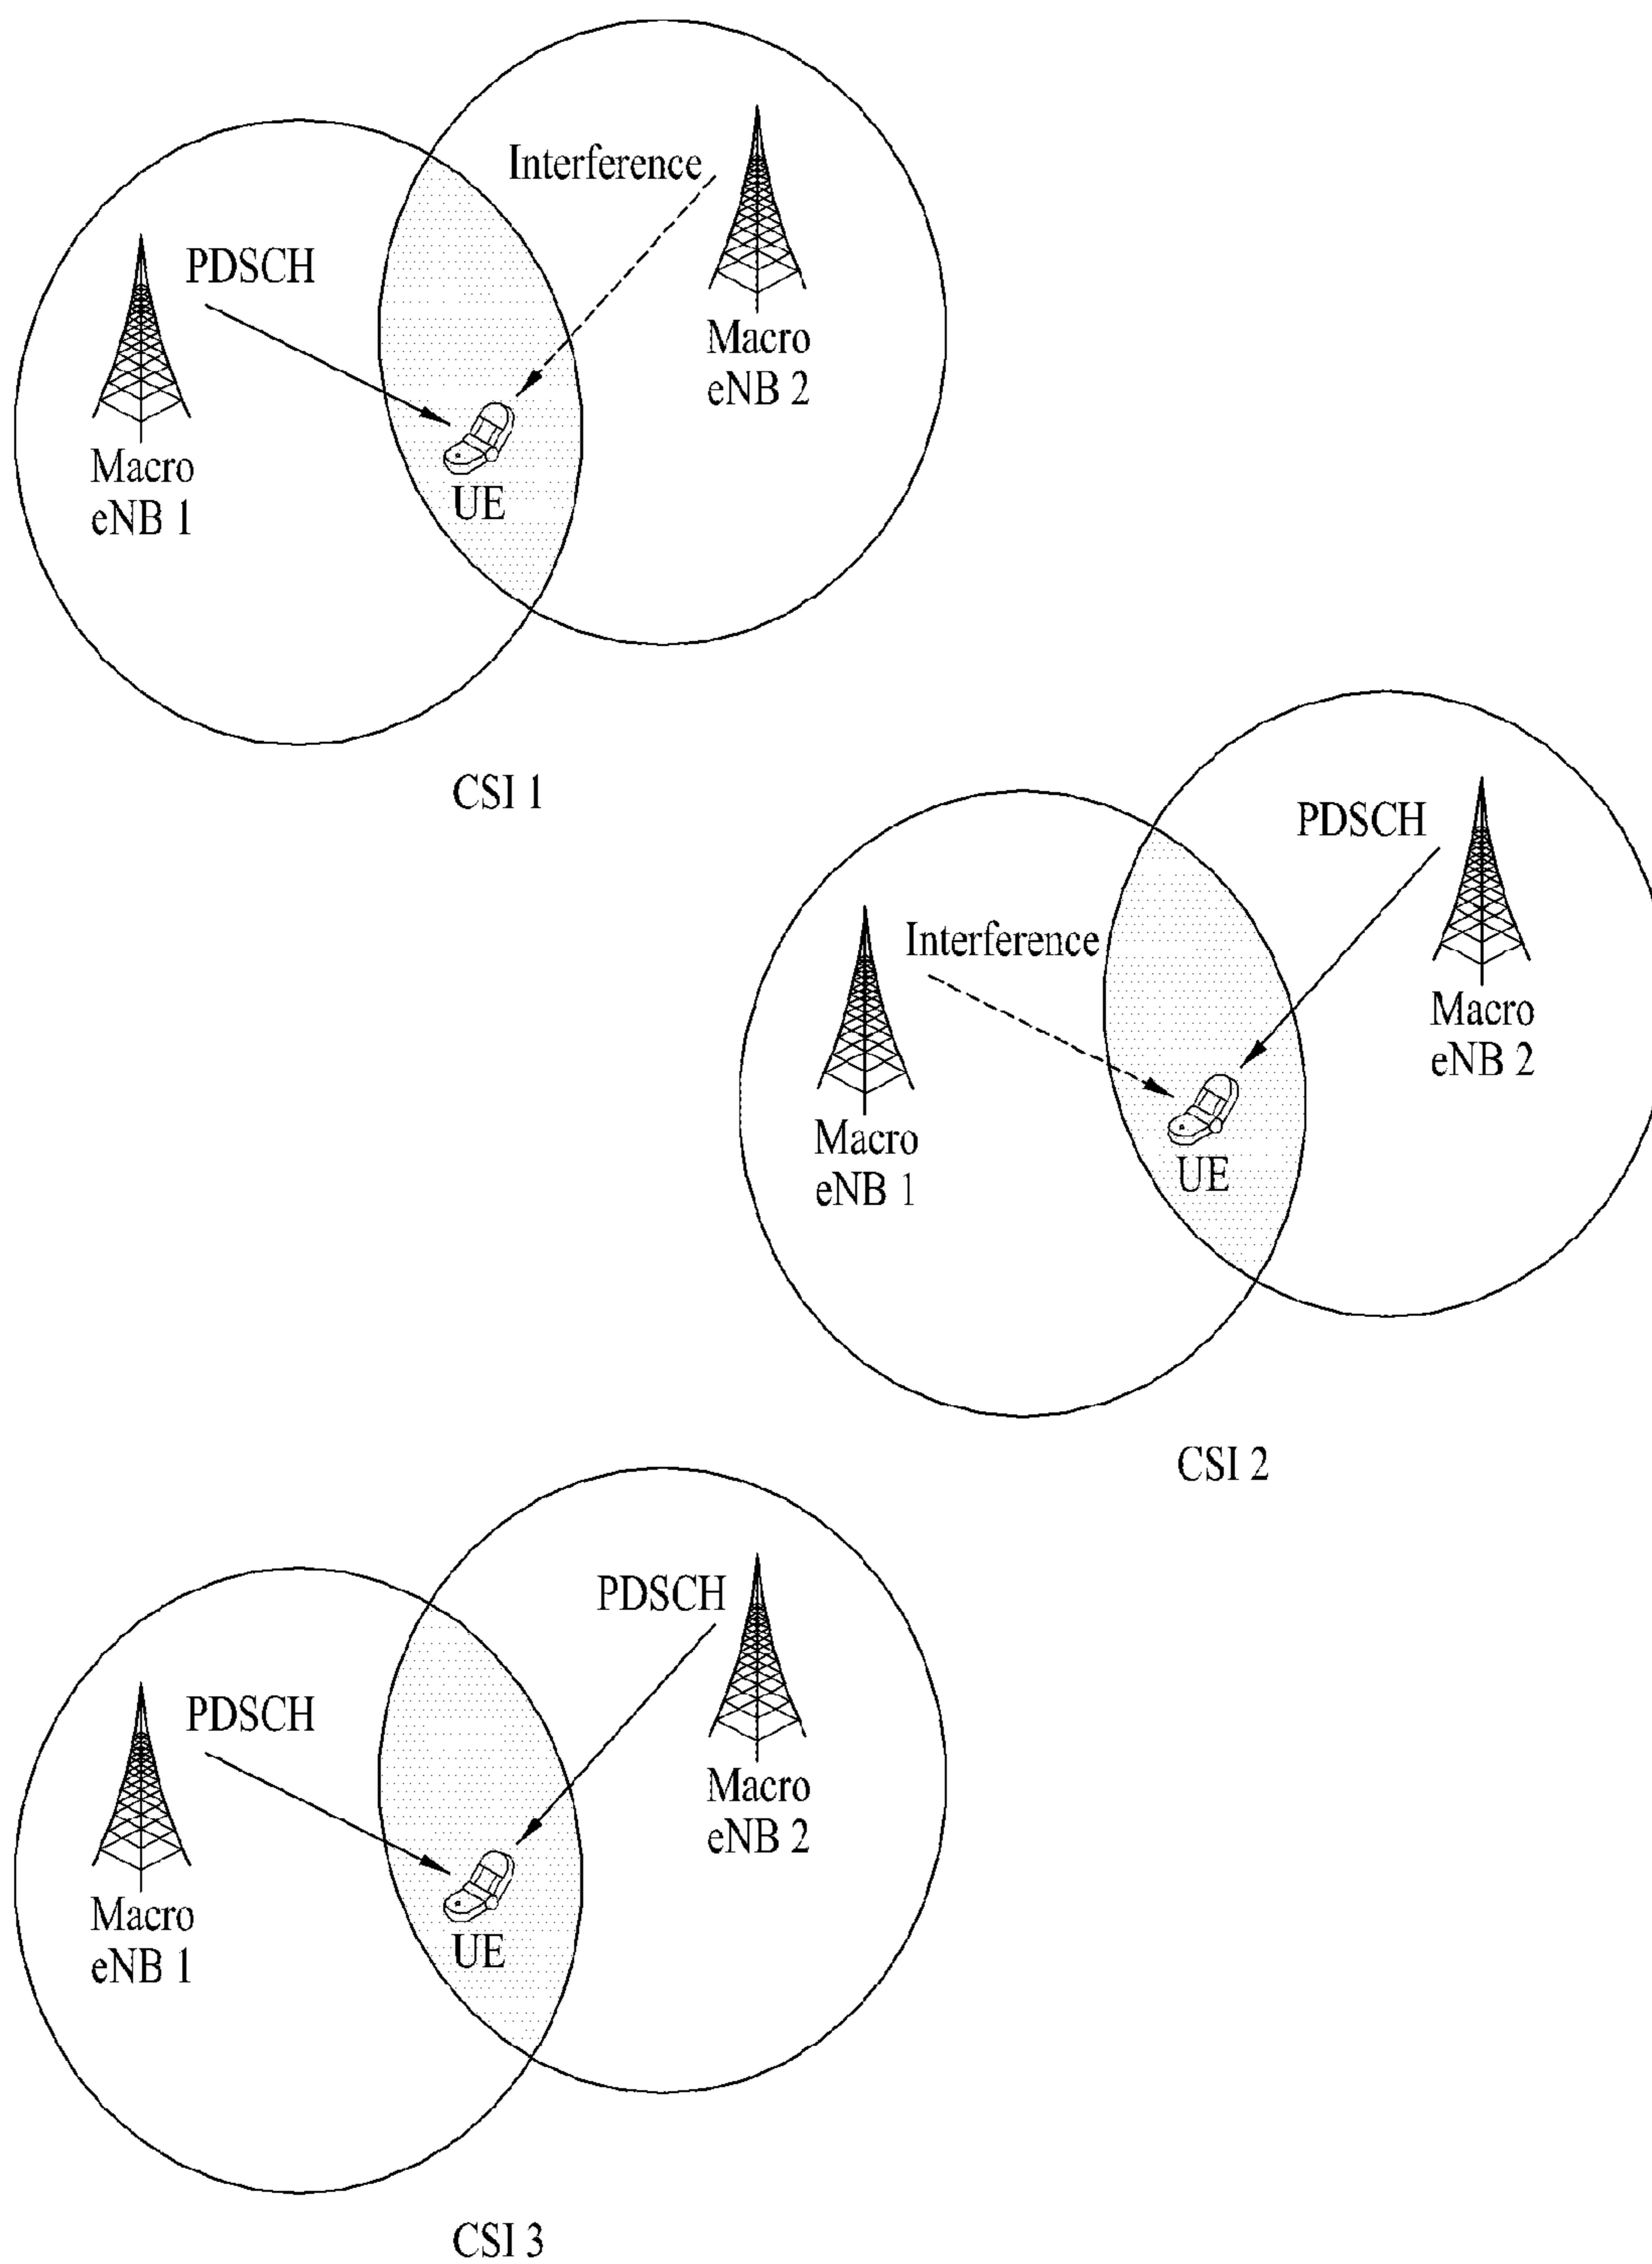 Interference
PDSCH
Macro
eNB 2
Macro
eNB 1
UE
CSI 1
PDSCH
Interference
Macro
eNB 2
Macro
eNB 1
UE
CSI 2
PDSCH
PDSCH
Macro
eNB 2
Macro
eNB 1
UE
CSI 3